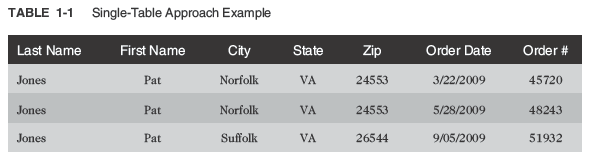 TABLE 1-1 Single-Table Approach Example
Last Name First Name City State Zip Order Date Order #
Jones Pat Norfolk VA 24553 3/22/2009 45720
Jones Pat Norfolk VA 24553 5/28/2009 48243
Jones Pat Suffolk VA 26544 9/05/2009 51932